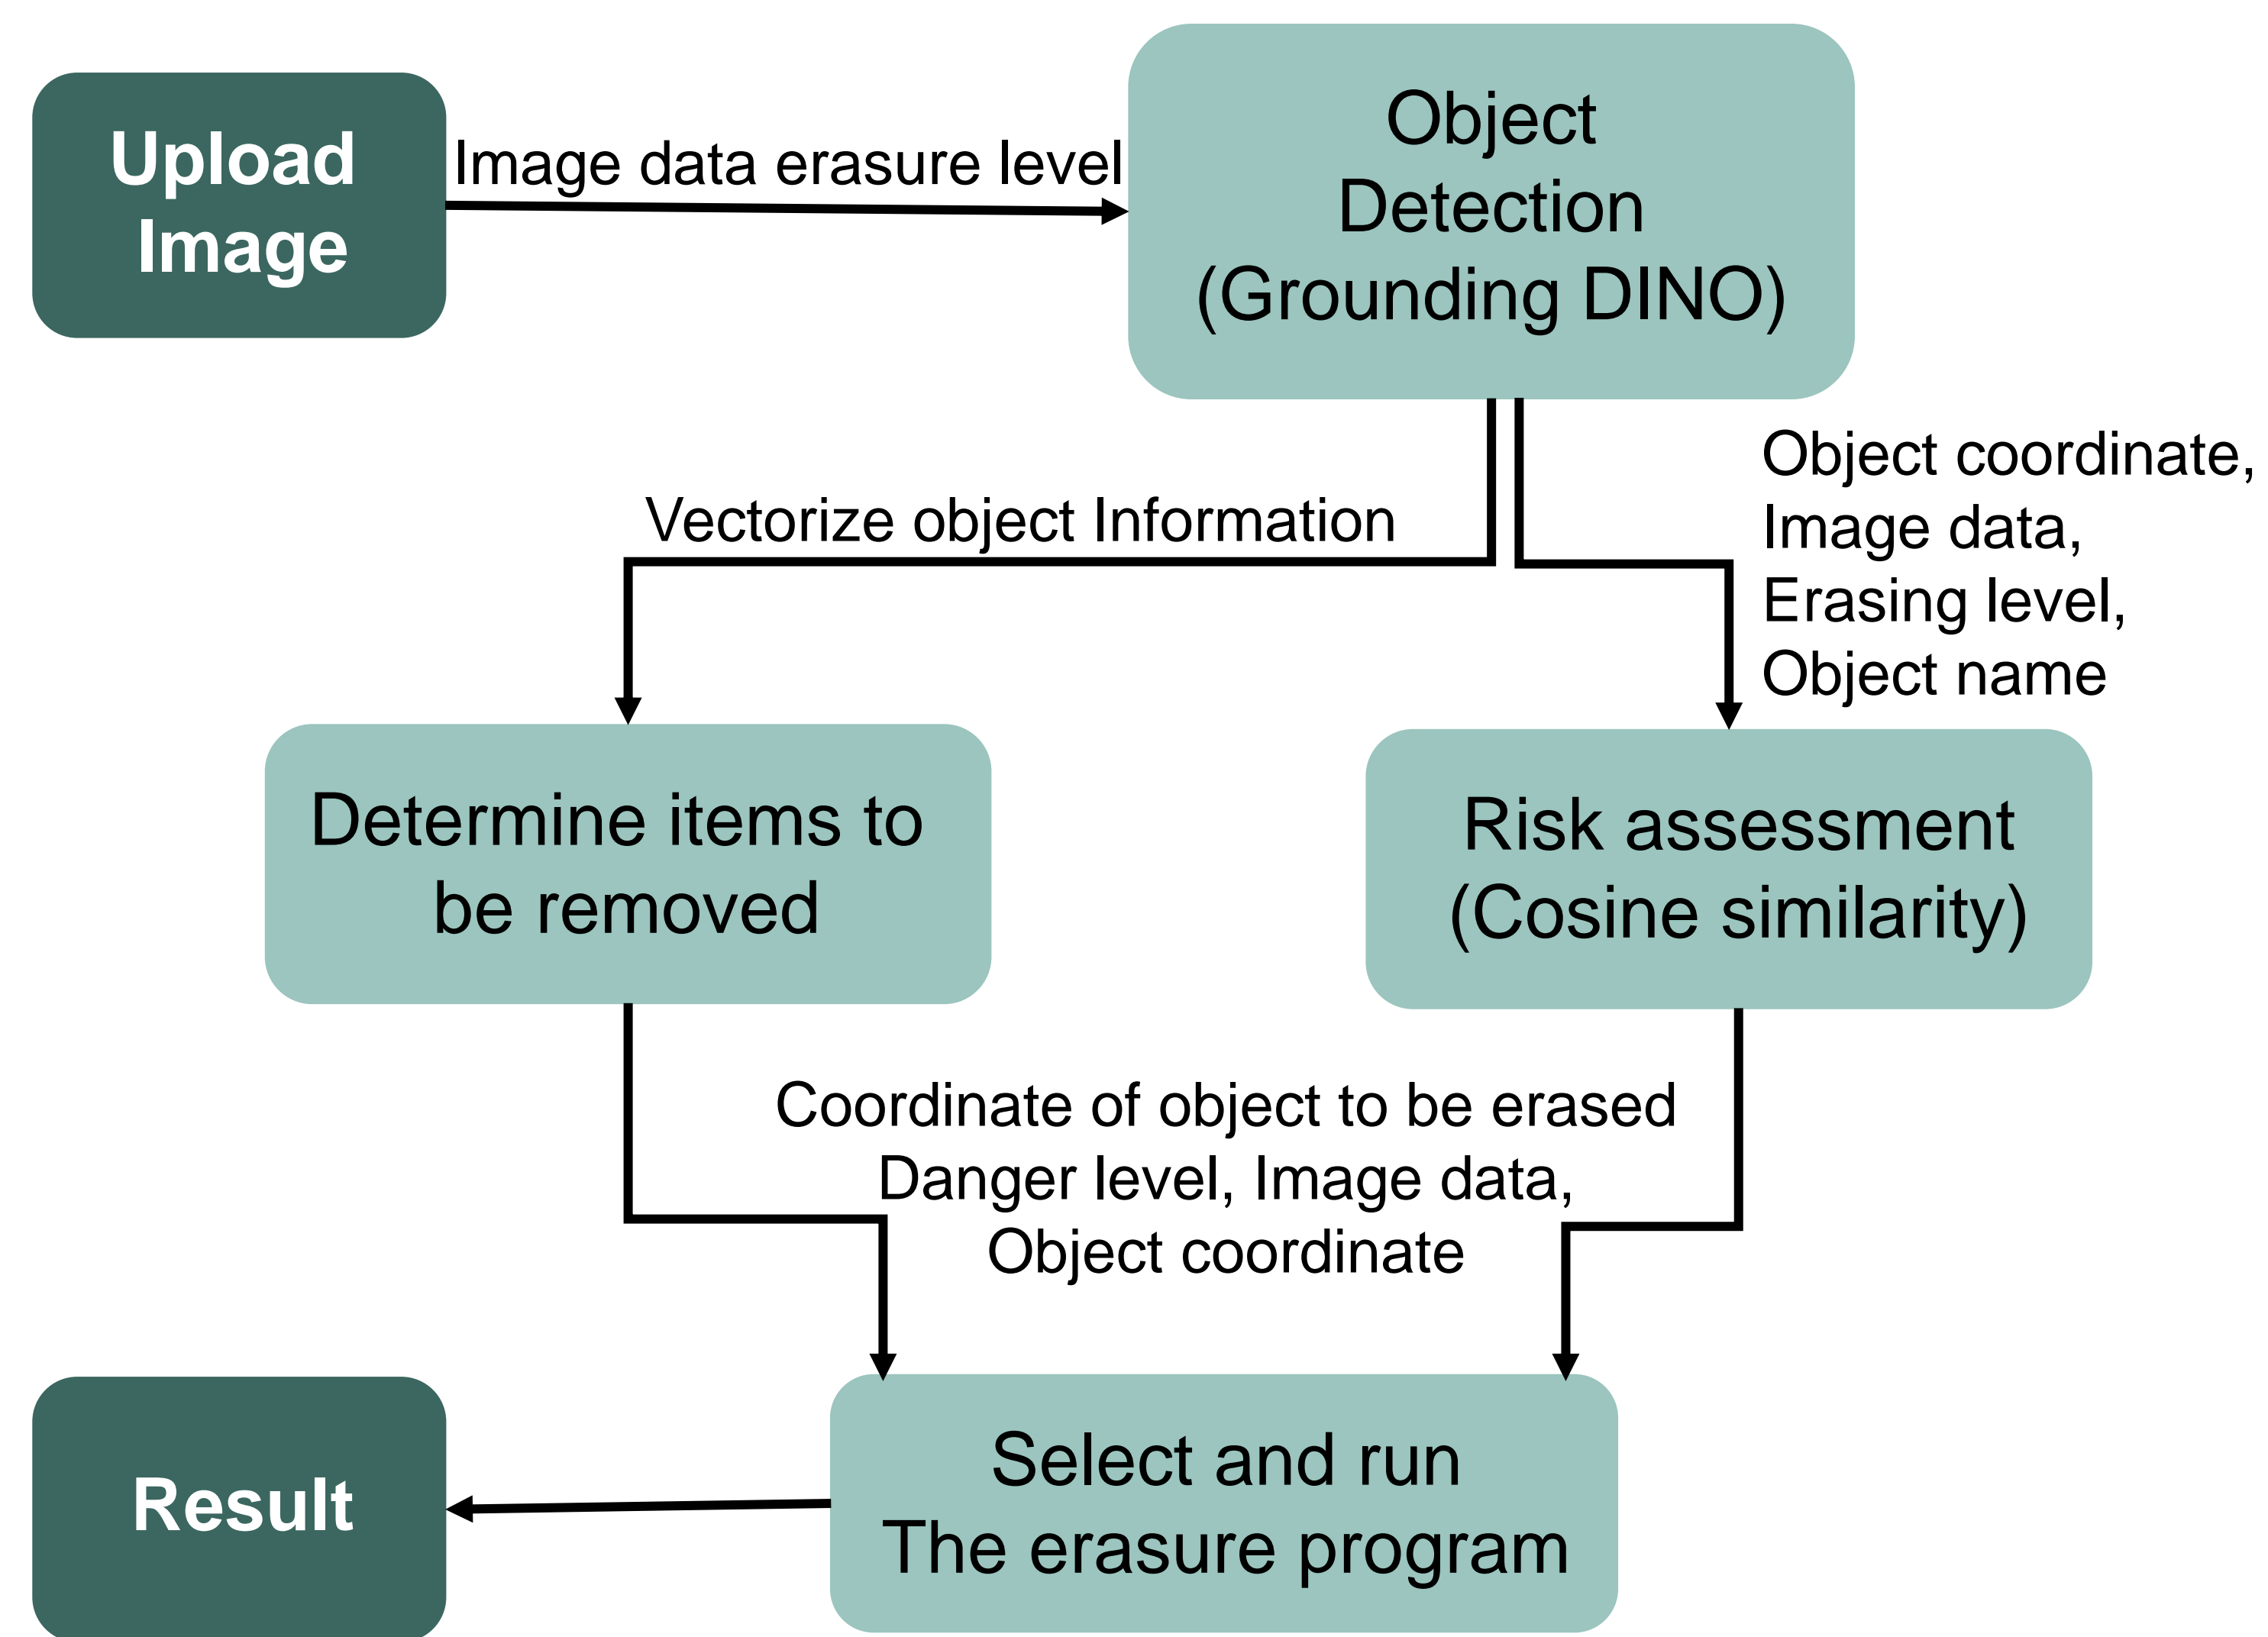 Upload
Image
Image data erasure level
Object
Detection
(Grounding DINO)
Vectorize object Information
Object coordinate,
Image data,
Erasing level,
Object name
Determine items to
be removed
Risk assessment
(Cosine similarity)
Coordinate of object to be erased
Danger level, Image data,
Object coordinate
Select and run
The erasure program
Result